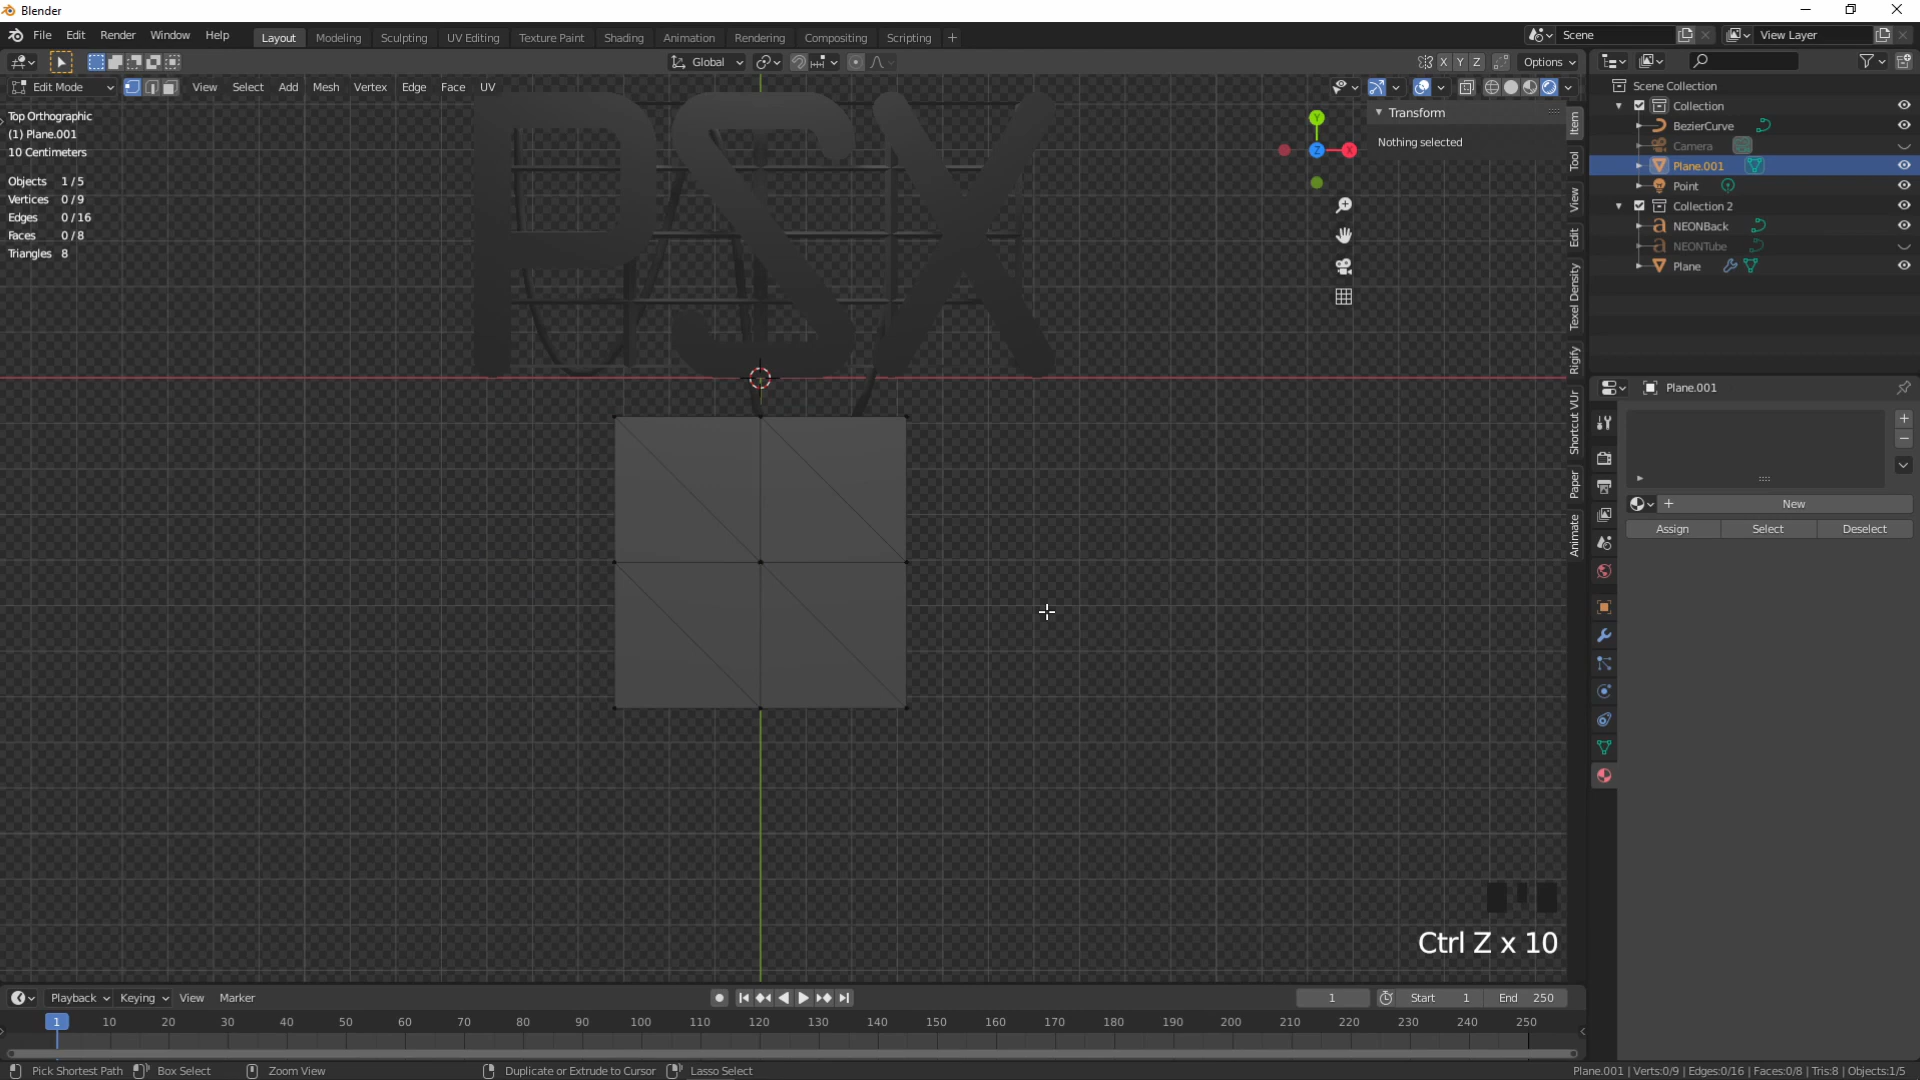 Blender
File Edit Render Window Help Layout Modeling Sculpting UV Editing Texture Paint Shading Animation Rendering Compositing Scripting + Scene View Layer
Global X Y Z Options
Edit Mode View Select Add Mesh Vertex Edge Face UV
Top Orthographic
(1) Plane.001
10 Centimeters
Objects 1/5
Vertices 0/9
Edges 0/16
Faces 0/8
Triangles 8
PSX
Y
Z
X
Transform
Nothing selected
Item
Tool
View
Edit
Texel Density
Rigify
Shortcut VUr
Paper
Animate
Scene Collection
Collection
BezierCurve
Camera
Plane.001
Point
Collection 2
NEONBack
NEONTube
Plane
Plane.001
New
Assign Select Deselect
Ctrl Z x 10
Playback Keying View Marker 1 Start 1 End 250
1 10 20 30 40 50 60 70 80 90 100 110 120 130 140 150 160 170 180 190 200 210 220 230 240 250
Pick Shortest Path Box Select Zoom View Duplicate or Extrude to Cursor Lasso Select Plane.001 | Verts:0/9 | Edges:0/16 | Faces:0/8 | Tris:8 | Objects:1/5